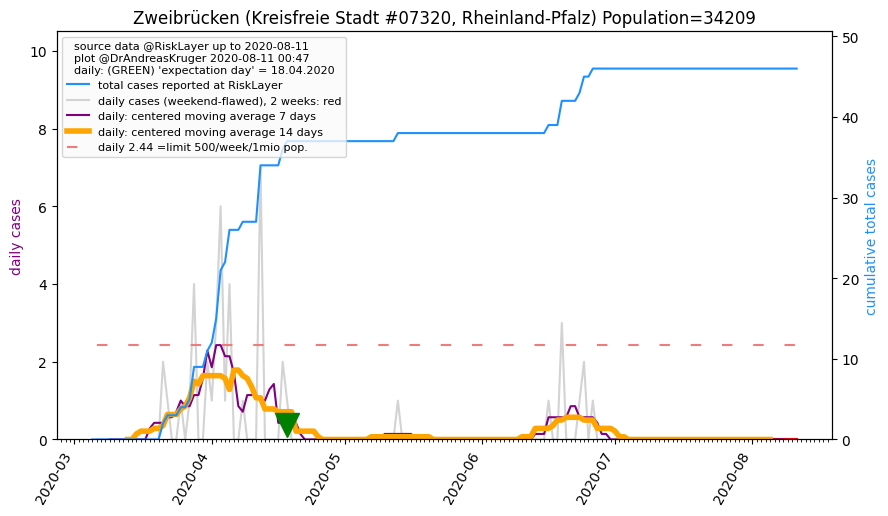 Zweibrücken (Kreisfreie Stadt #07320, Rheinland-Pfalz) Population=34209
source data @RiskLayer up to 2020-08-11
plot @DrAndreasKruger 2020-08-11 00:47
daily: (GREEN) 'expectation day' = 18.04.2020
total cases reported at RiskLayer
daily cases (weekend-flawed), 2 weeks: red
daily: centered moving average 7 days
daily: centered moving average 14 days
daily 2.44 =limit 500/week/1mio pop.
daily cases
10
8
6
4
2
0
cumulative total cases
50
40
30
20
10
0
2020-03
2020-04
2020-05
2020-06
2020-07
2020-08